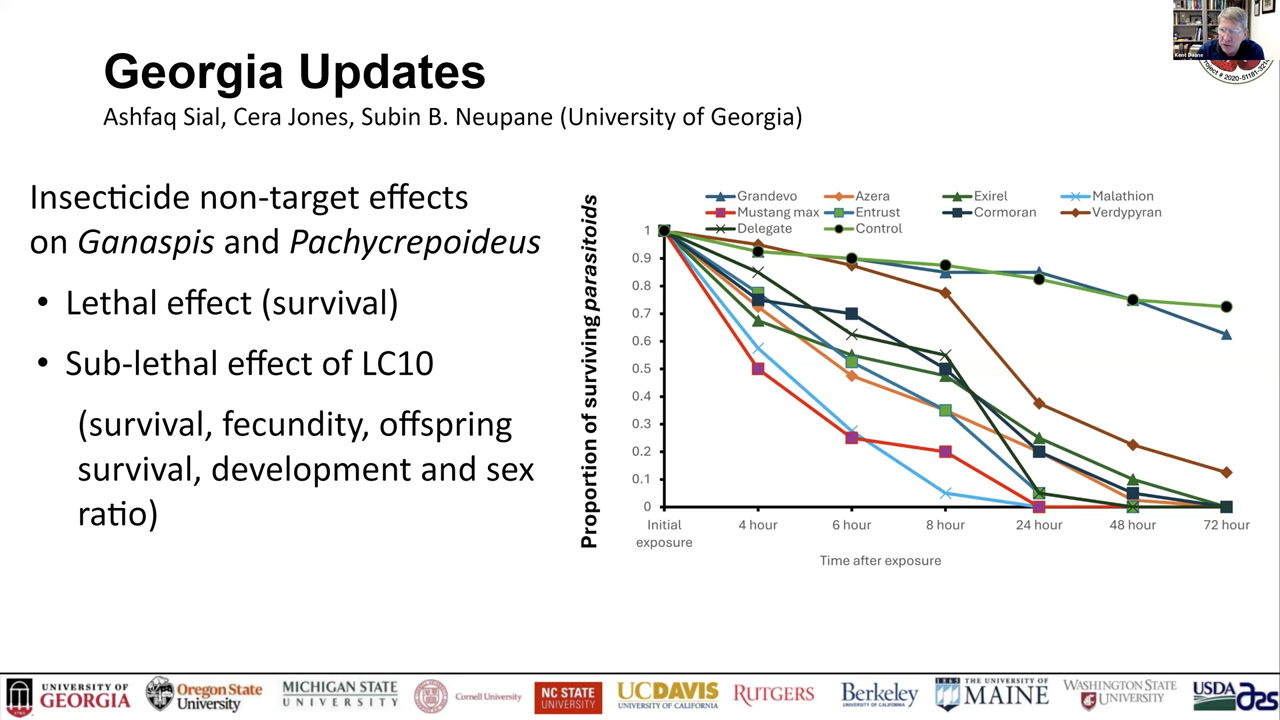 Georgia Updates
Ashfaq Sial, Cera Jones, Subin B. Neupane (University of Georgia)
Insecticide non-target effects
on Ganaspis and Pachycrepoideus
• Lethal effect (survival)
• Sub-lethal effect of LC10
(survival, fecundity, offspring
survival, development and sex
ratio)
Proportion of surviving parasitoids
Grandevo Azera Exirel Malathion
Mustang max Entrust Cormoran Verdypyran
Delegate Control
1
0.9
0.8
0.7
0.6
0.5
0.4
0.3
0.2
0.1
0
Initial exposure 4 hour 6 hour 8 hour 24 hour 48 hour 72 hour
Time after exposure
Kent Daane
UNIVERSITY OF
GEORGIA
Oregon State
University
MICHIGAN STATE
UNIVERSITY
Cornell University
NC STATE
UNIVERSITY
UCDAVIS
UNIVERSITY OF CALIFORNIA
RUTGERS
Berkeley
UNIVERSITY OF CALIFORNIA
THE UNIVERSITY OF
MAINE
WASHINGTON STATE
UNIVERSITY
USDA
ars